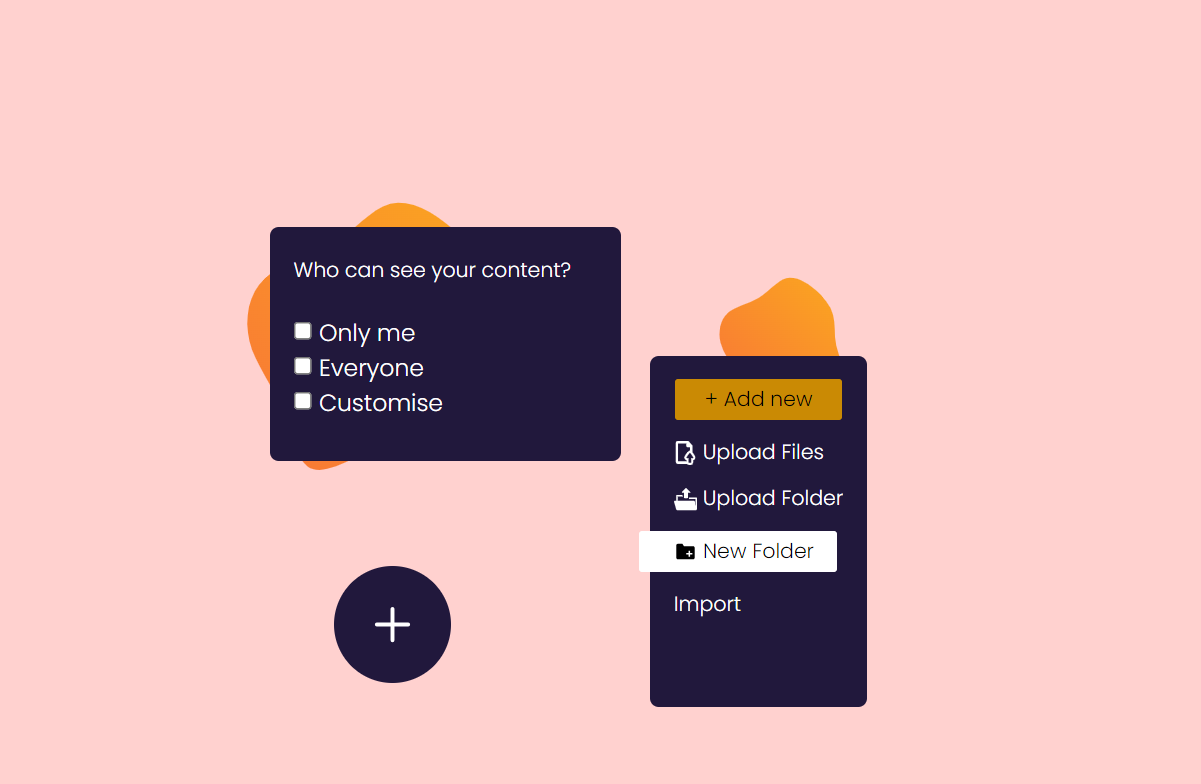 Who can see your content?
Only me
Everyone
Customise
+ Add new
Upload Files
Upload Folder
New Folder
Import